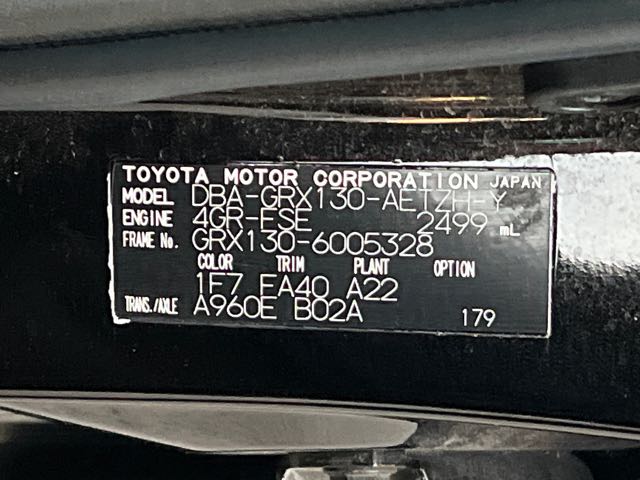 TOYOTA MOTOR CORPORATION JAPAN
MODEL DBA-GRX130-AETZH-Y
ENGINE 4GR-FSE 2499 mL
FRAME No. GRX130-6005328
COLOR TRIM PLANT OPTION
1F7 FA40 A22
TRANS./AXLE A960E B02A 179